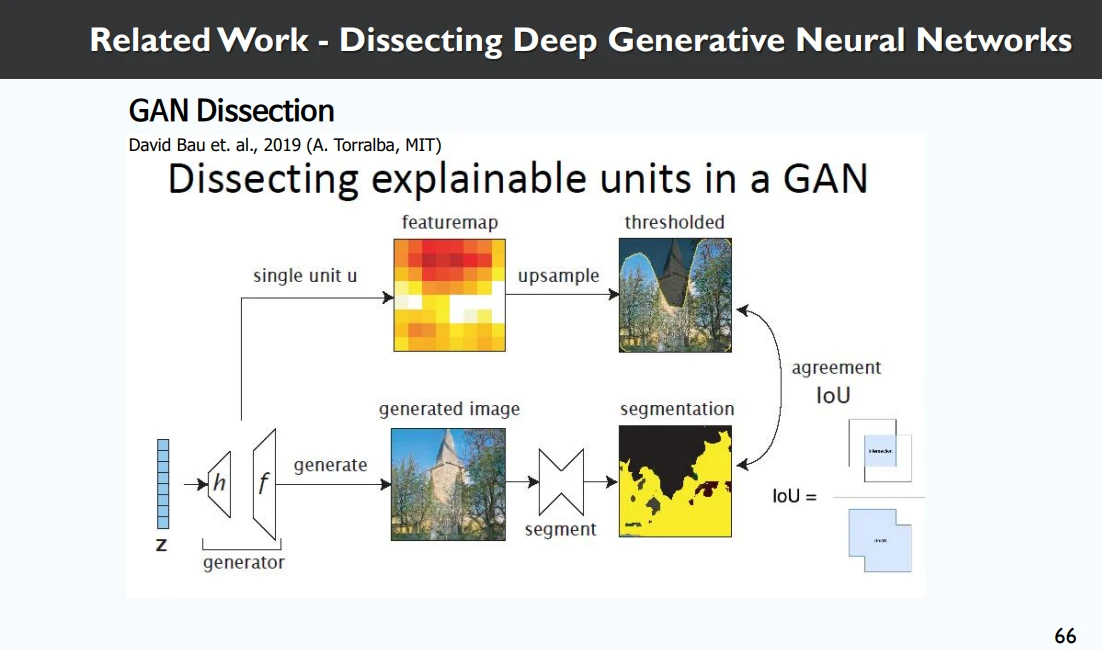 Related Work - Dissecting Deep Generative Neural Networks
GAN Dissection
David Bau et. al., 2019 (A. Torralba, MIT)
Dissecting explainable units in a GAN
featuremap
thresholded
single unit u
upsample
agreement
IoU
generated image
segmentation
h
f
generate
segment
z
generator
IoU =
Intersection
66